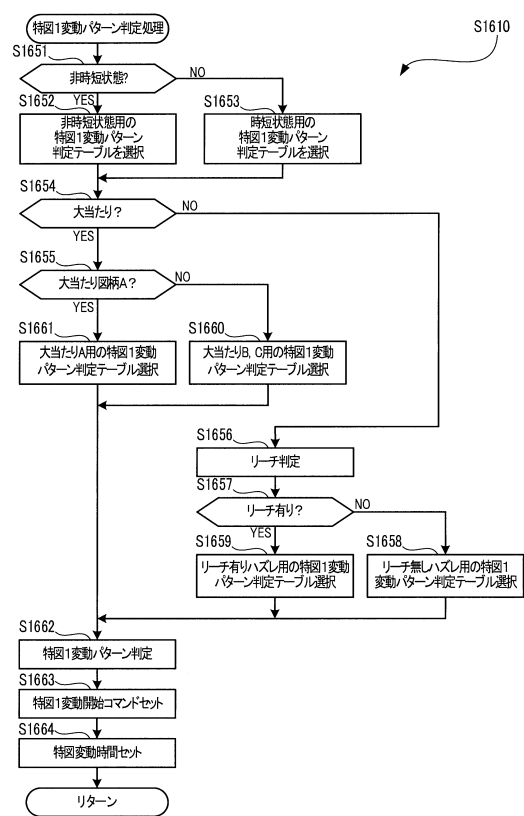 特図1変動パターン判定処理
S1610
S1651
非時短状態?
NO
YES
S1652
非時短状態用の
特図1変動パターン
判定テーブルを選択
S1653
時短状態用の
特図1変動パターン
判定テーブルを選択
S1654
大当たり?
NO
YES
S1655
大当たり図柄A?
NO
YES
S1661
大当たりA用の特図1変動
パターン判定テーブル選択
S1660
大当たりB, C用の特図1変動
パターン判定テーブル選択
S1656
リーチ判定
S1657
リーチ有り?
NO
YES
S1659
リーチ有りハズレ用の特図1変動
パターン判定テーブル選択
S1658
リーチ無しハズレ用の特図1
変動パターン判定テーブル選択
S1662
特図1変動パターン判定
S1663
特図1変動開始コマンドセット
S1664
特図変動時間セット
リターン